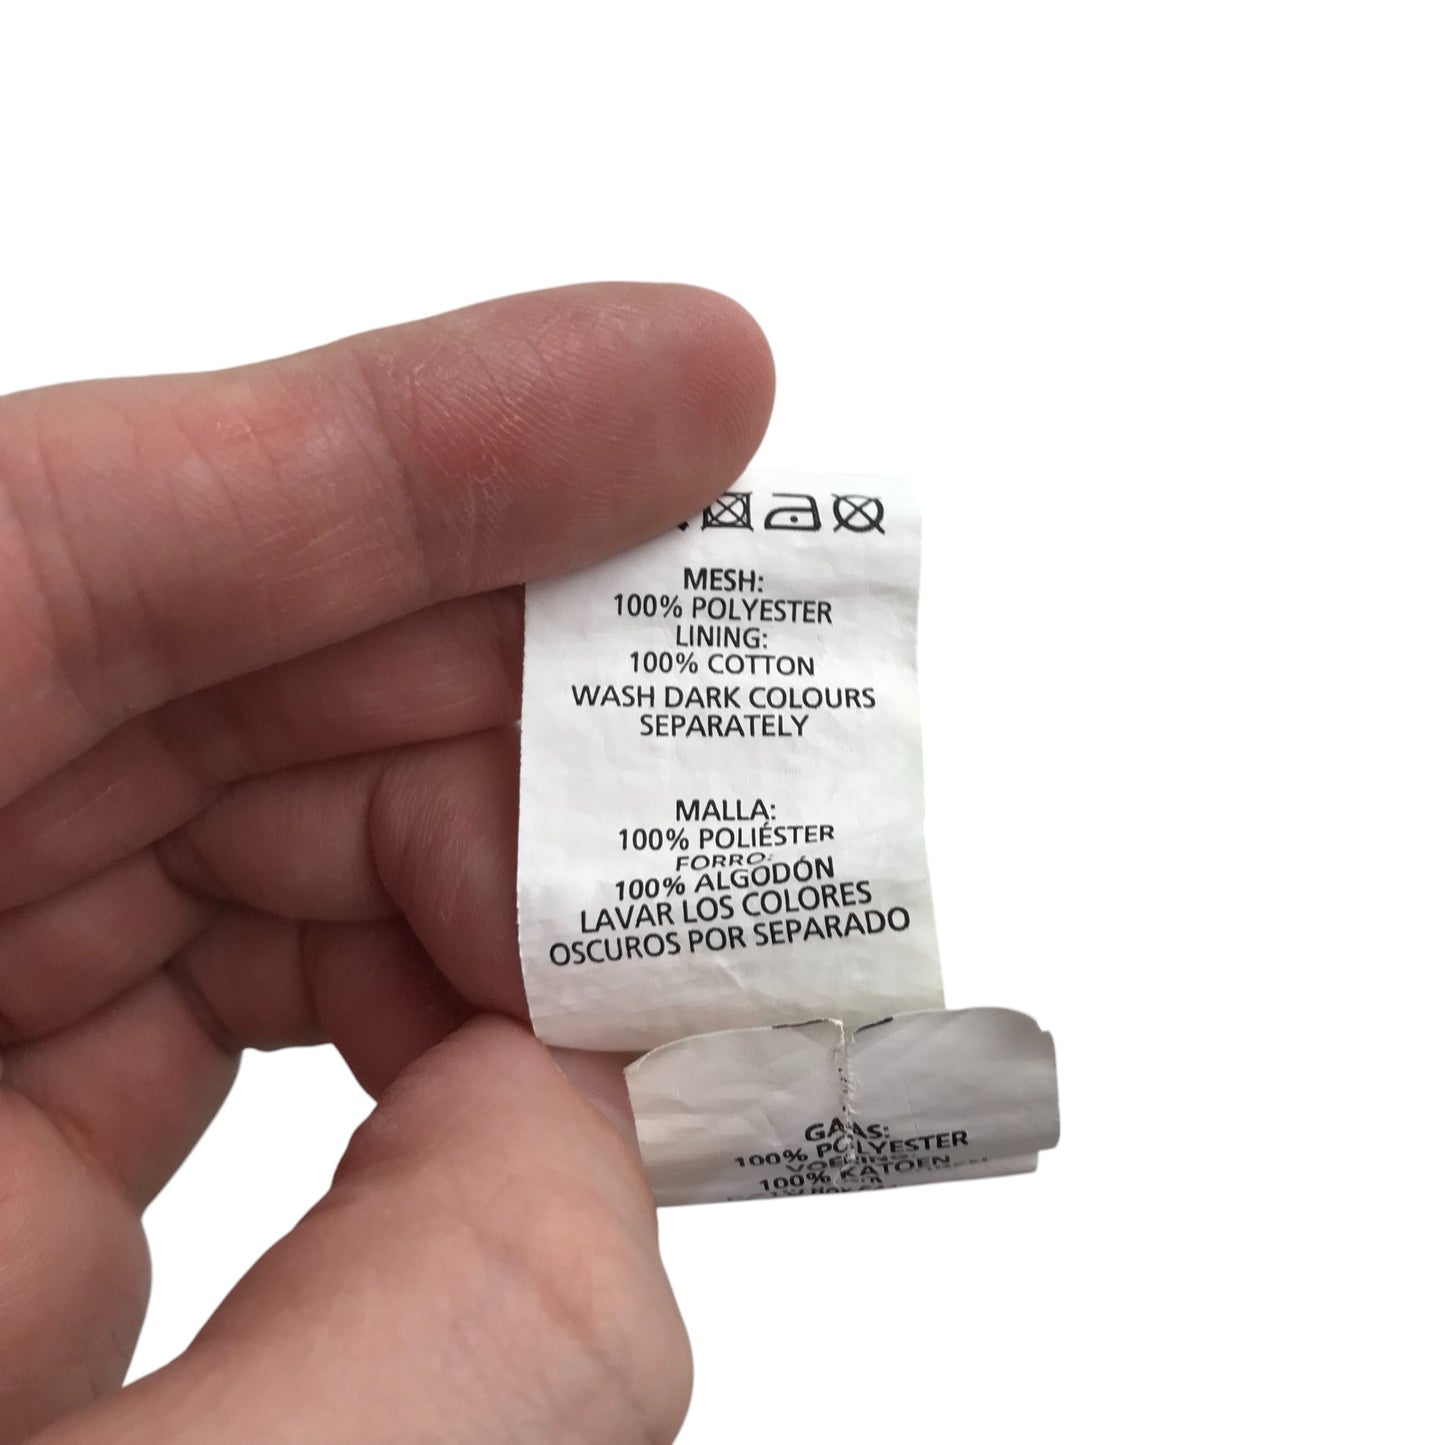 MESH:
100% POLYESTER
LINING:
100% COTTON
WASH DARK COLOURS
SEPARATELY
MALLA:
100% POLIÉSTER
FORRO:
100% ALGODÓN
LAVAR LOS COLORES
OSCUROS POR SEPARADO
GAAS:
100% POLYESTER
100% KATOEN